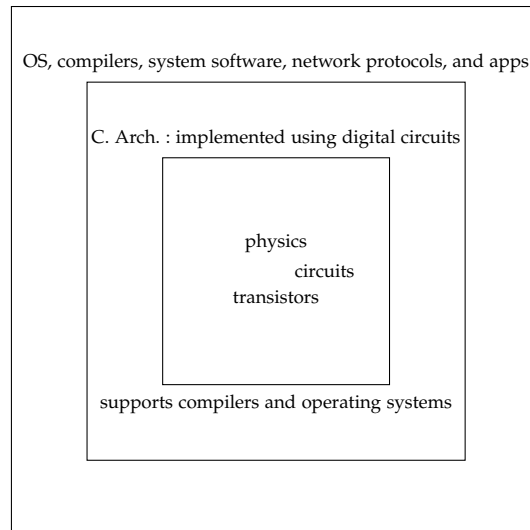 OS, compilers, system software, network protocols, and apps
C. Arch. : implemented using digital circuits
physics
circuits
transistors
supports compilers and operating systems